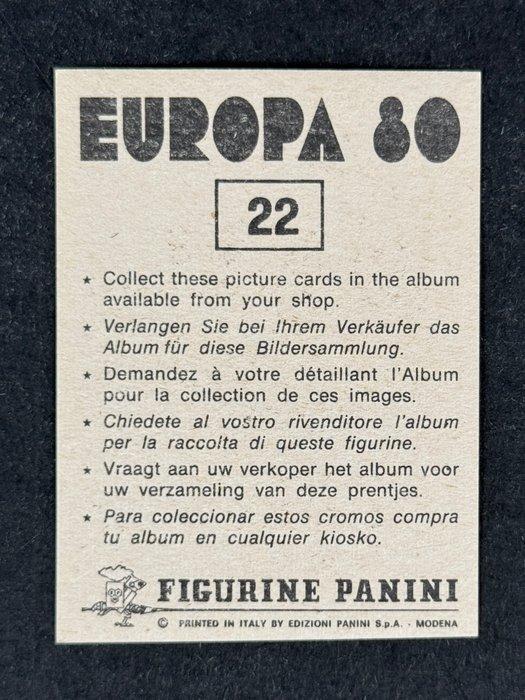 EUROPA 80
22
★ Collect these picture cards in the album
available from your shop.
★ Verlangen Sie bei Ihrem Verkäufer das
Album für diese Bildersammlung.
★ Demandez à votre détaillant l'Album
pour la collection de ces images.
★ Chiedete al vostro rivenditore l'album
per la raccolta di queste figurine.
★ Vraagt aan uw verkoper het album voor
uw verzameling van deze prentjes.
★ Para coleccionar estos cromos compra
tu album en cualquier kiosko.
FIGURINE PANINI
© PRINTED IN ITALY BY EDIZIONI PANINI S.p.A. - MODENA